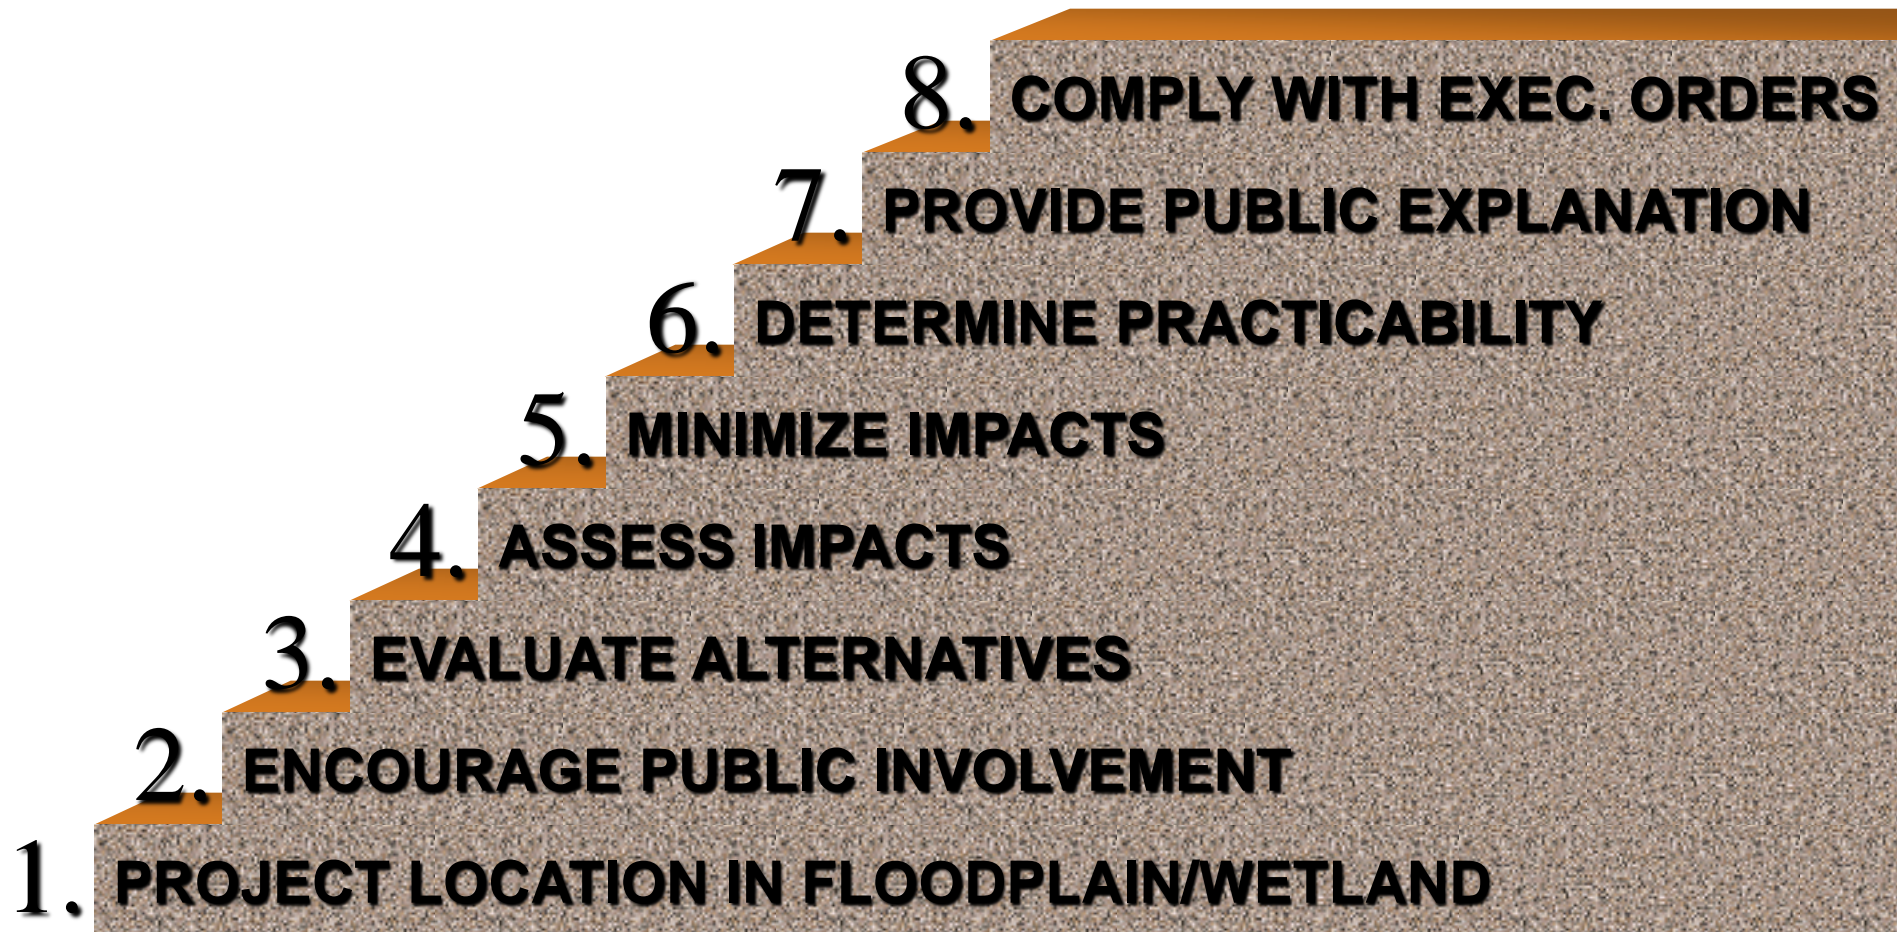 8. COMPLY WITH EXEC. ORDERS
7. PROVIDE PUBLIC EXPLANATION
6. DETERMINE PRACTICABILITY
5. MINIMIZE IMPACTS
4. ASSESS IMPACTS
3. EVALUATE ALTERNATIVES
2. ENCOURAGE PUBLIC INVOLVEMENT
1. PROJECT LOCATION IN FLOODPLAIN/WETLAND